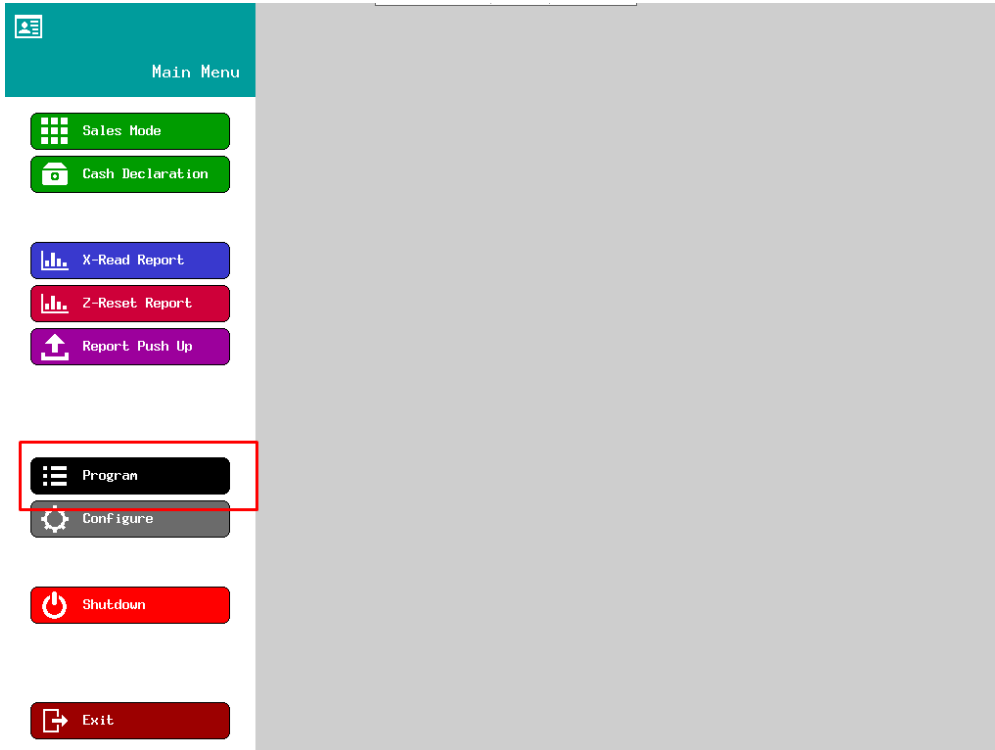 Main Menu
Sales Mode
Cash Declaration
X-Read Report
Z-Reset Report
Report Push Up
Program
Configure
Shutdown
Exit